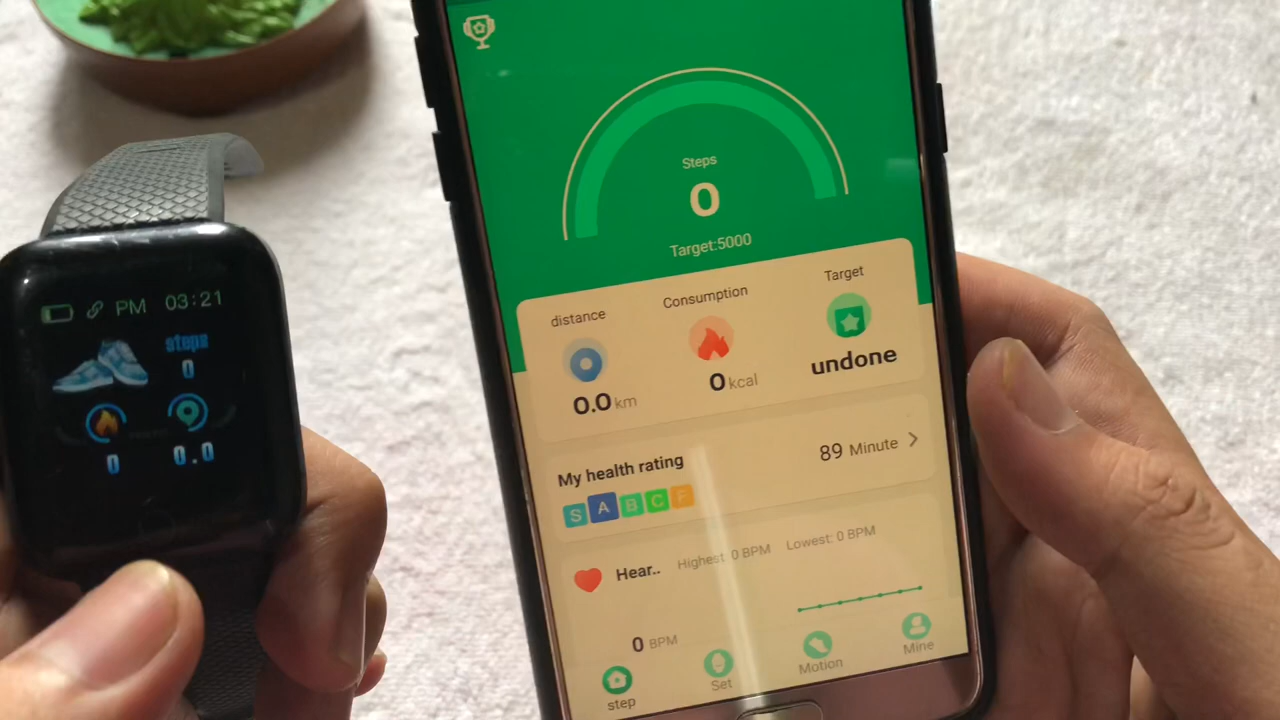 PM 03:21
steps
0
0
0.0
Steps
0
Target:5000
distance
Consumption
Target
0.0 km
0 kcal
undone
My health rating
89 Minute
S A B C F
Hear..
Highest: 0 BPM
Lowest: 0 BPM
0 BPM
step
Set
Motion
Mine